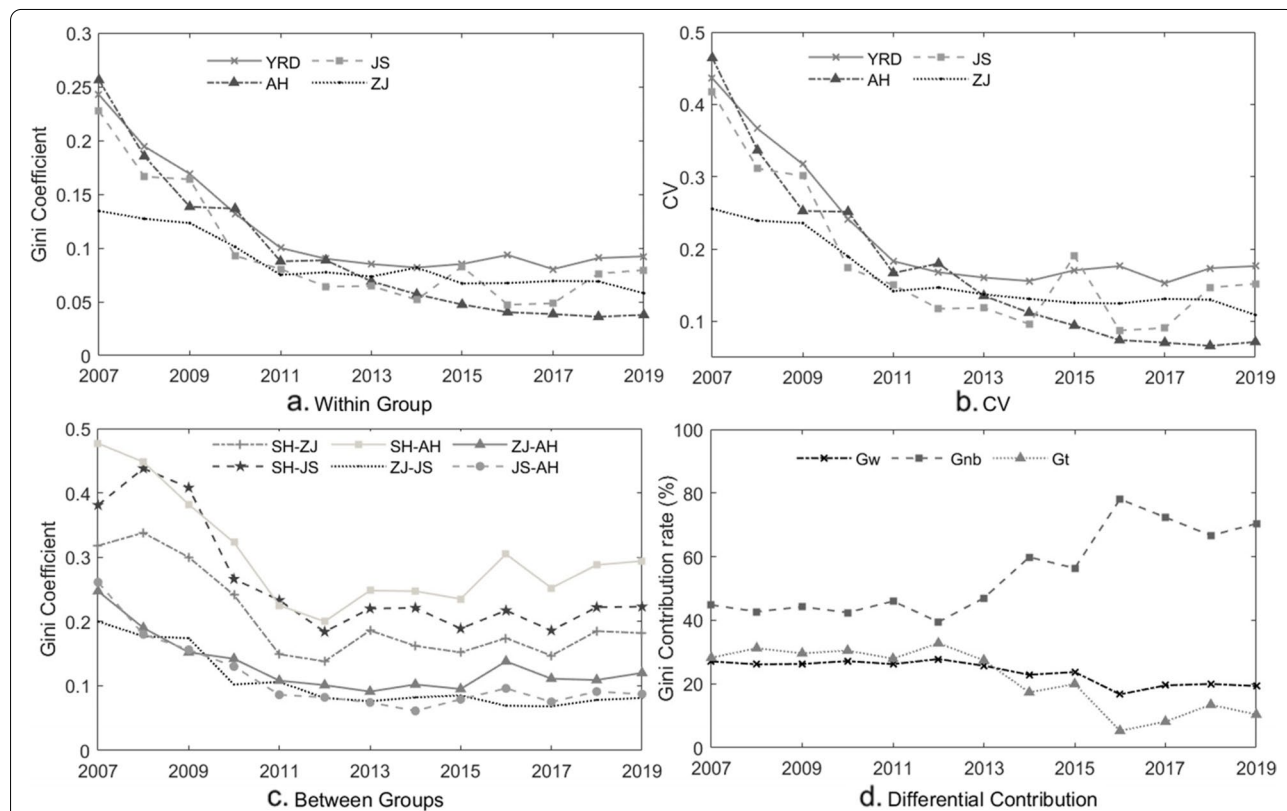 0.3
0.25
0.2
0.15
0.1
0.05
0
Gini Coefficient
YRD JS
AH ZJ
2007 2009 2011 2013 2015 2017 2019
a. Within Group
0.5
0.4
0.3
0.2
0.1
CV
YRD JS
AH ZJ
2007 2009 2011 2013 2015 2017 2019
b. CV
0.5
0.4
0.3
0.2
0.1
0
Gini Coefficient
SH-ZJ SH-AH ZJ-AH
SH-JS ZJ-JS JS-AH
2007 2009 2011 2013 2015 2017 2019
c. Between Groups
100
80
60
40
20
0
Gini Contribution rate (%)
Gw Gnb Gt
2007 2009 2011 2013 2015 2017 2019
d. Differential Contribution